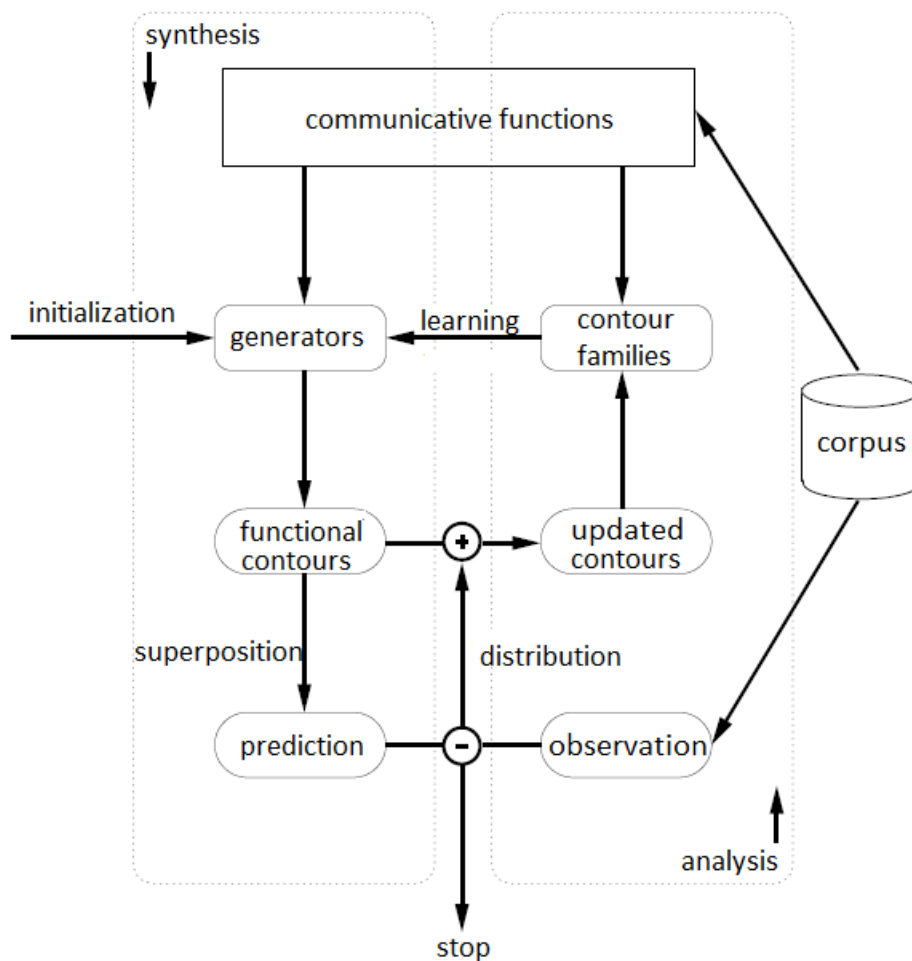 synthesis
communicative functions
initialization
generators
learning
contour
families
corpus
functional
contours
+
updated
contours
superposition
distribution
prediction
-
observation
analysis
stop